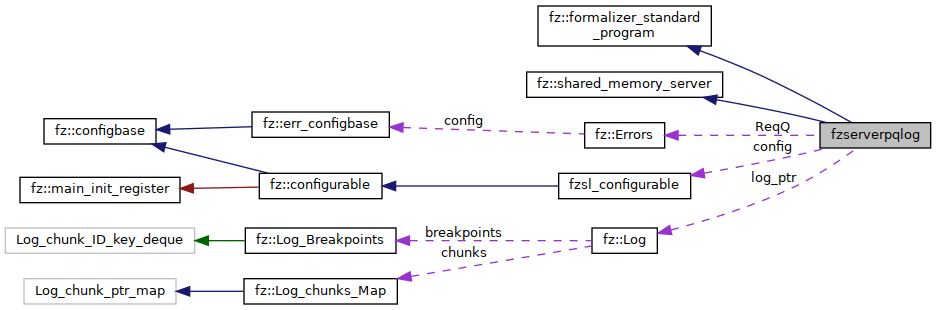 fz::formalizer_standard
_program
fz::shared_memory_server
fz::configbase
fz::err_configbase
config
fz::Errors
ReqQ
fzserverpqlog
config
fz::main_init_register
fz::configurable
fzsl_configurable
log_ptr
Log_chunk_ID_key_deque
fz::Log_Breakpoints
breakpoints
fz::Log
chunks
Log_chunk_ptr_map
fz::Log_chunks_Map